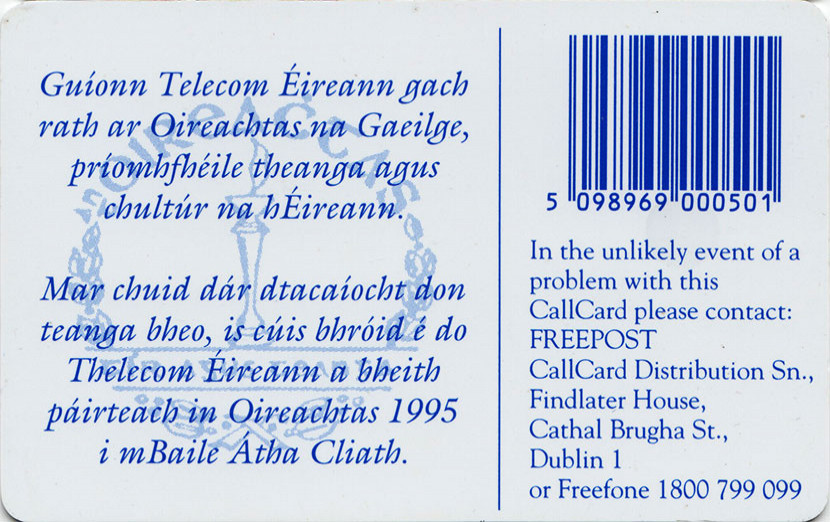 Guíonn Telecom Éireann gach
rath ar Oireachtas na Gaeilge,
príomhfhéile theanga agus
chultúr na hÉireann.
Mar chuid dár dtacaíocht don
teanga bheo, is cúis bhróid é do
Thelecom Éireann a bheith
páirteach in Oireachtas 1995
i mBaile Átha Cliath.
an OIREACHTAS
5 098969 000501
In the unlikely event of a
problem with this
CallCard please contact:
FREEPOST
CallCard Distribution Sn.,
Findlater House,
Cathal Brugha St.,
Dublin 1
or Freefone 1800 799 099